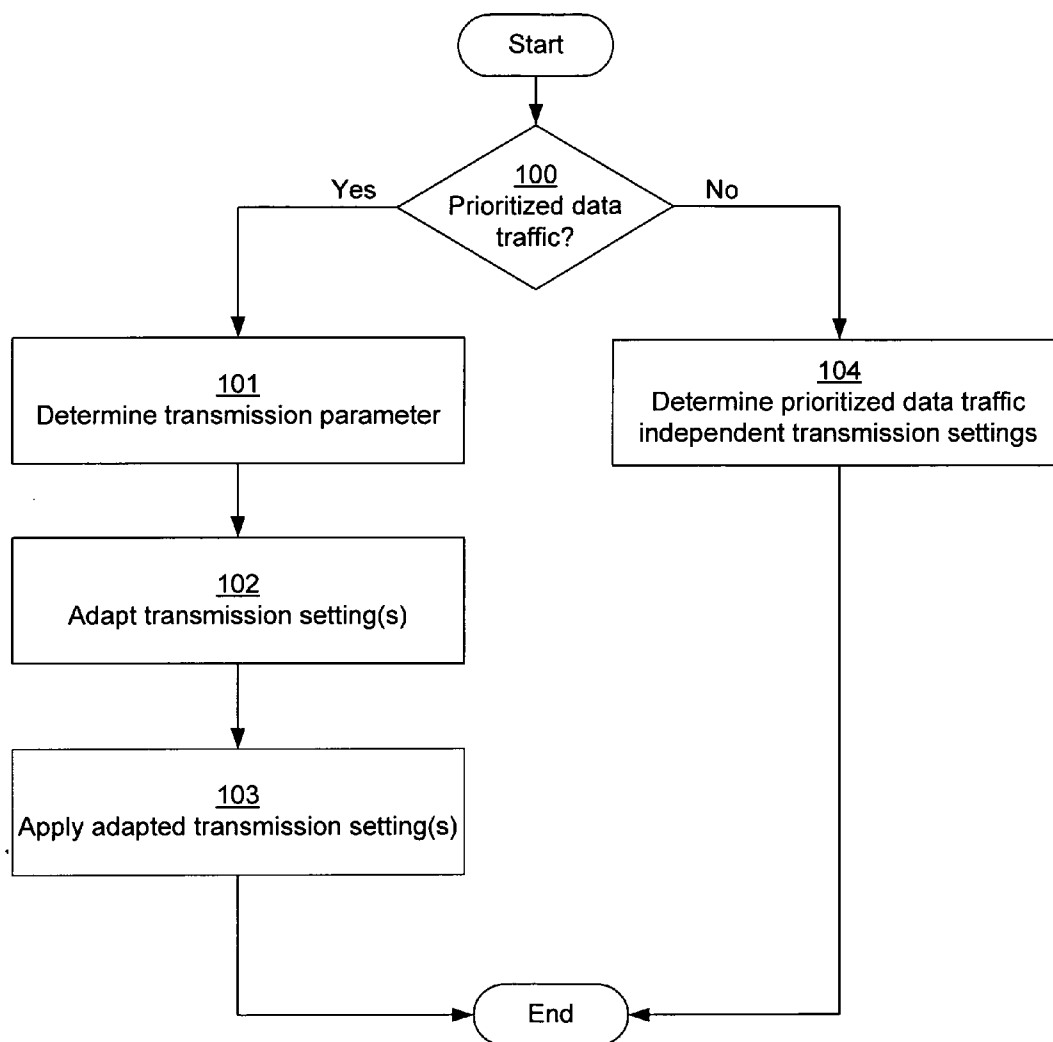 Start
100
Prioritized data
traffic?
Yes
No
101
Determine transmission parameter
104
Determine prioritized data traffic
independent transmission settings
102
Adapt transmission setting(s)
103
Apply adapted transmission setting(s)
End